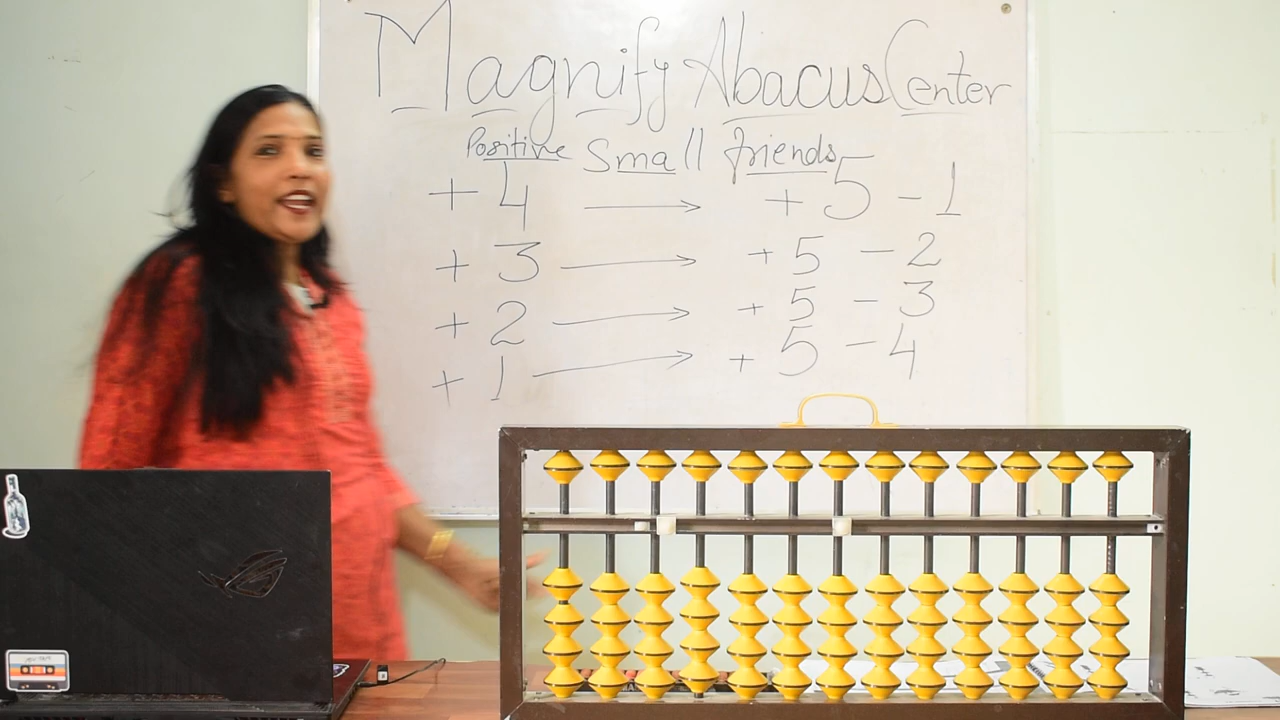 Magnify Abacus Center
Positive Small friends
+ 4 → + 5 - 1
+ 3 → + 5 - 2
+ 2 → + 5 - 3
+ 1 → + 5 - 4